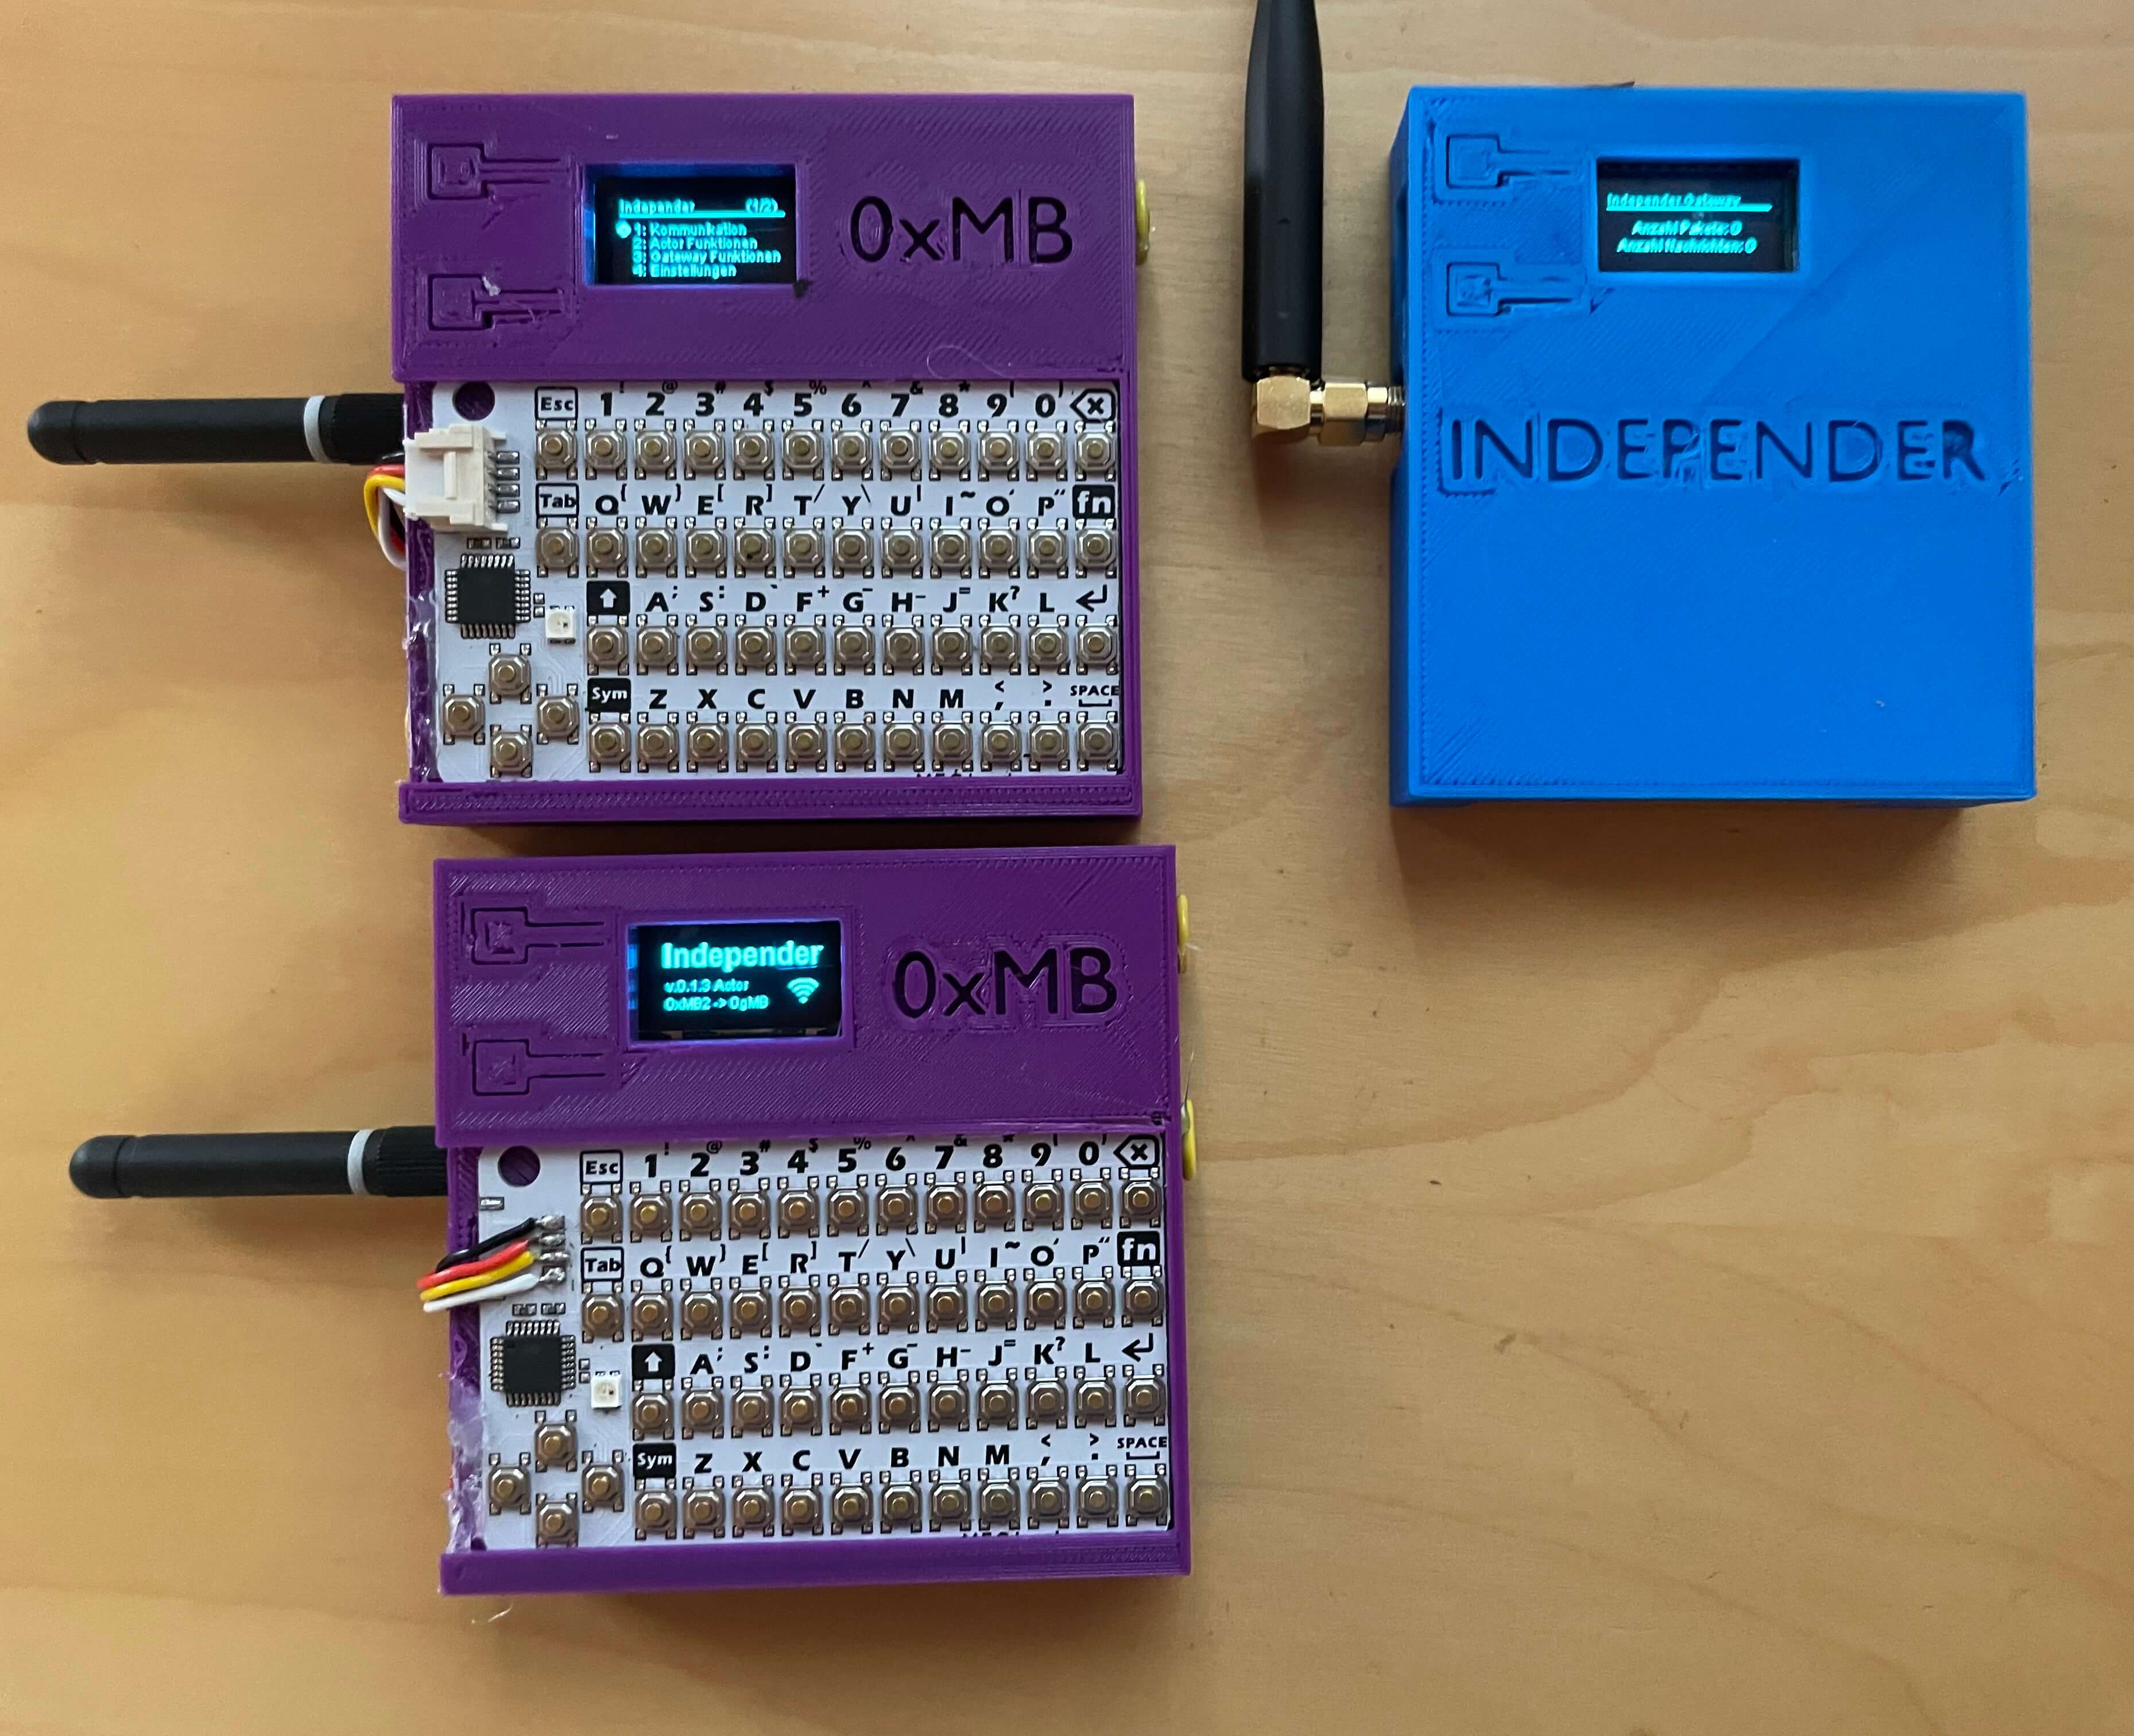 Independer (1/2)
1: Kommunikation
2: Actor Funktionen
3: Gateway Funktionen
4: Einstellungen
0xMB
Esc 1! 2@ 3# 4$ 5% 6^ 7& 8* 9( 0)
Tab Q{ W} E[ R] T/ Y\ U| I~ O' P" fn
A; S: D` F+ G- H_ J= K? L
Sym Z X C V B N M <, >. SPACE
Independer Gateway
Anzahl Pakete: 0
Anzahl Nachrichten: 0
INDEPENDER
Independer
v.0.1.3 Actor
0xMB2 -> 0gMB
0xMB
Esc 1! 2@ 3# 4$ 5% 6^ 7& 8* 9( 0)
Tab Q{ W} E[ R] T/ Y\ U| I~ O' P" fn
A; S: D` F+ G- H_ J= K? L
Sym Z X C V B N M <, >. SPACE